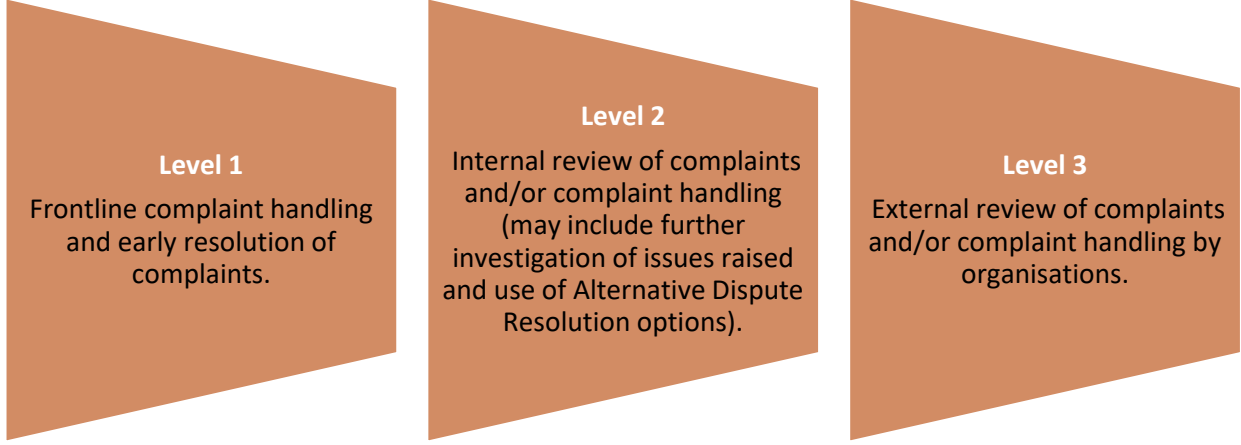 Level 1
Frontline complaint handling
and early resolution of
complaints.
Level 2
Internal review of complaints
and/or complaint handling
(may include further
investigation of issues raised
and use of Alternative Dispute
Resolution options).
Level 3
External review of complaints
and/or complaint handling by
organisations.